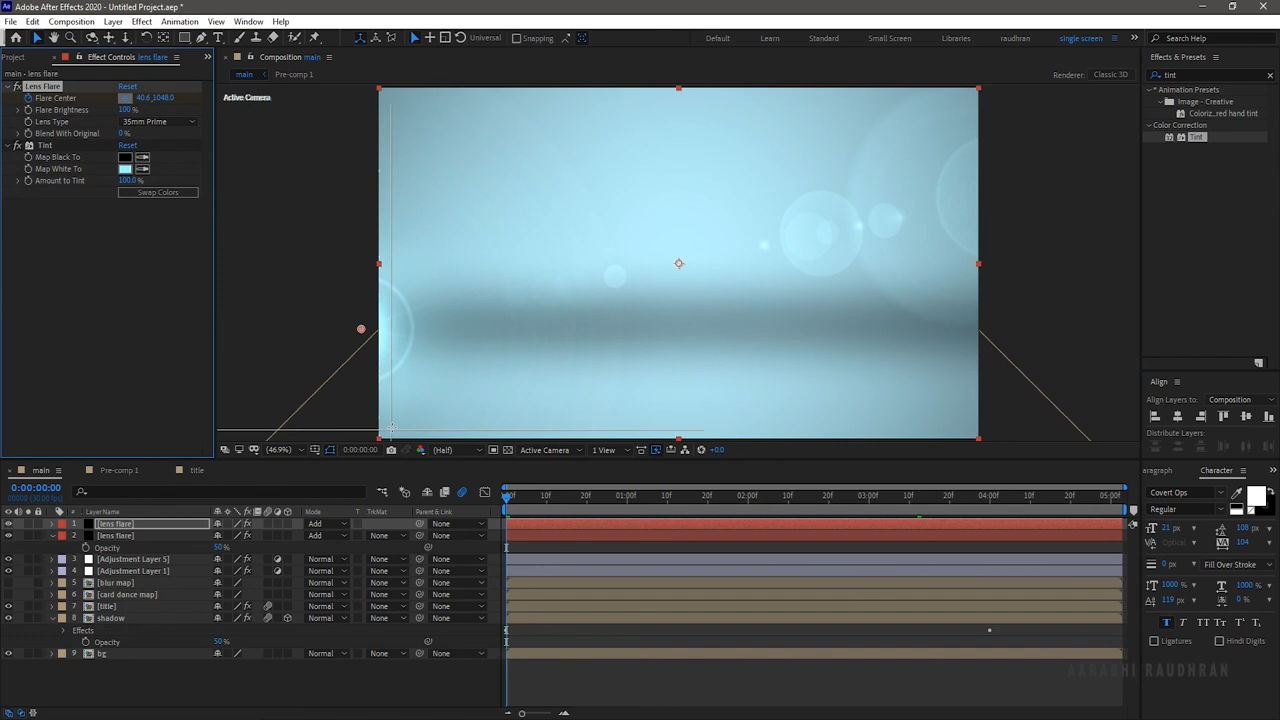 Adobe After Effects 2020 - Untitled Project.aep *
File Edit Composition Layer Effect Animation View Window Help
Universal Snapping Default Learn Standard Small Screen Libraries raudhran single screen Search Help
Project Effect Controls lens flare Composition main Effects & Presets
main - lens flare main Pre-comp 1 Renderer: Classic 3D tint
Lens Flare Reset
Flare Center 40.6,1048.0
Flare Brightness 100%
Lens Type 35mm Prime
Blend With Original 0 %
Tint Reset
Map Black To
Map White To
Amount to Tint 100.0 %
Swap Colors
Active Camera
* Animation Presets
Image - Creative
Coloriz...red hand tint
Color Correction
Tint
Align
Align Layers to: Composition
Distribute Layers:
(46.9%) 0:00:00:00 (Half) Active Camera 1 View +0.0
main Pre-comp 1 title
0:00:00:00
00000 (30.00 fps)
# Layer Name Mode T TrkMat Parent & Link
10f 20f 01:00f 10f 20f 02:00f 10f 20f 03:00f 10f 20f 04:00f 10f 20f 05:00f
1 [lens flare] Add None
2 [lens flare] Add None None
Opacity 50 %
3 [Adjustment Layer 5] Normal None None
4 [Adjustment Layer 1] Normal None None
5 [blur map] Normal None None
6 [card dance map] Normal None None
7 [title] Normal None None
8 shadow Normal None None
Effects
Opacity 50 %
9 bg Normal None None
aragraph Character
Covert Ops
Regular
21 px 108 px
Optical 104
0 px Fill Over Stroke
1000 % 1000 %
119 px 0 %
T T TT Tт T¹ T₁
Ligatures Hindi Digits
AARABHI RAUDHRAN